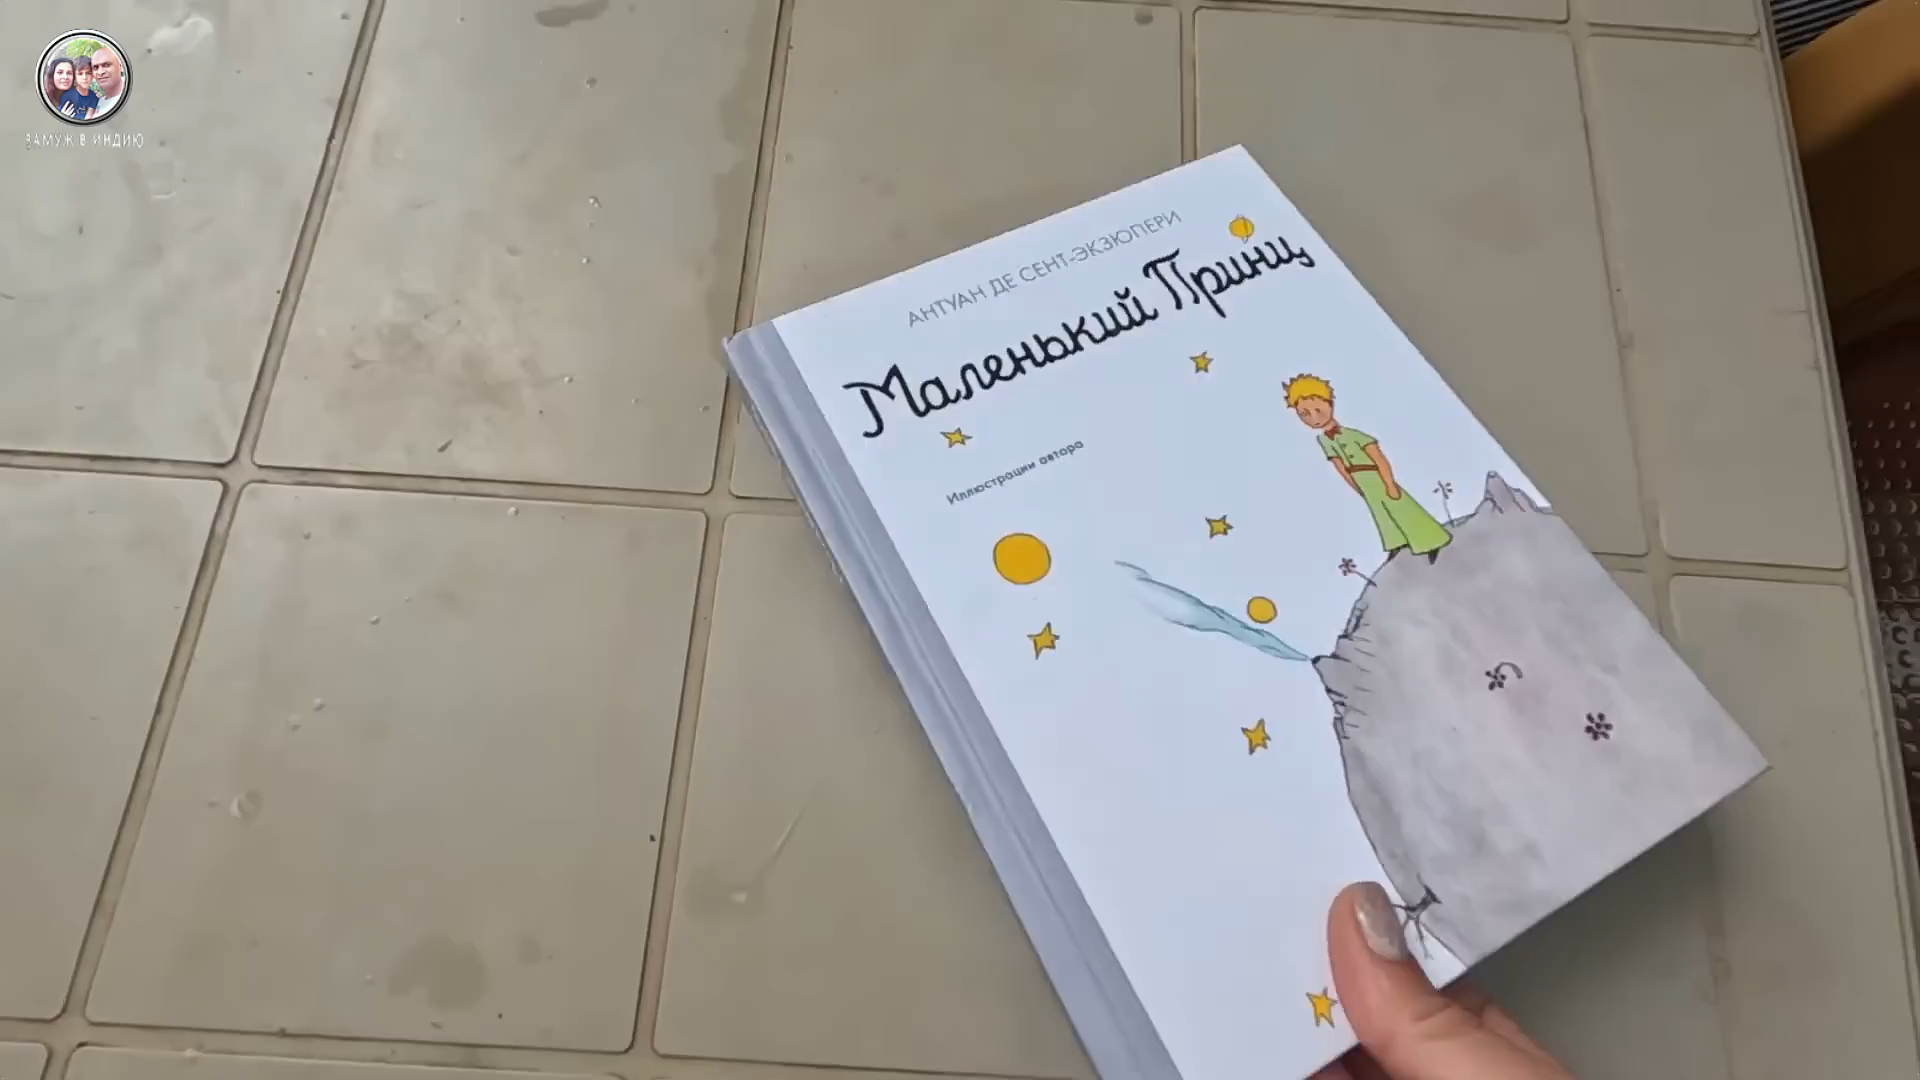 ЗАМУЖ В ИНДИЮ
АНТУАН ДЕ СЕНТ-ЭКЗЮПЕРИ
Маленький Принц
Иллюстрации автора